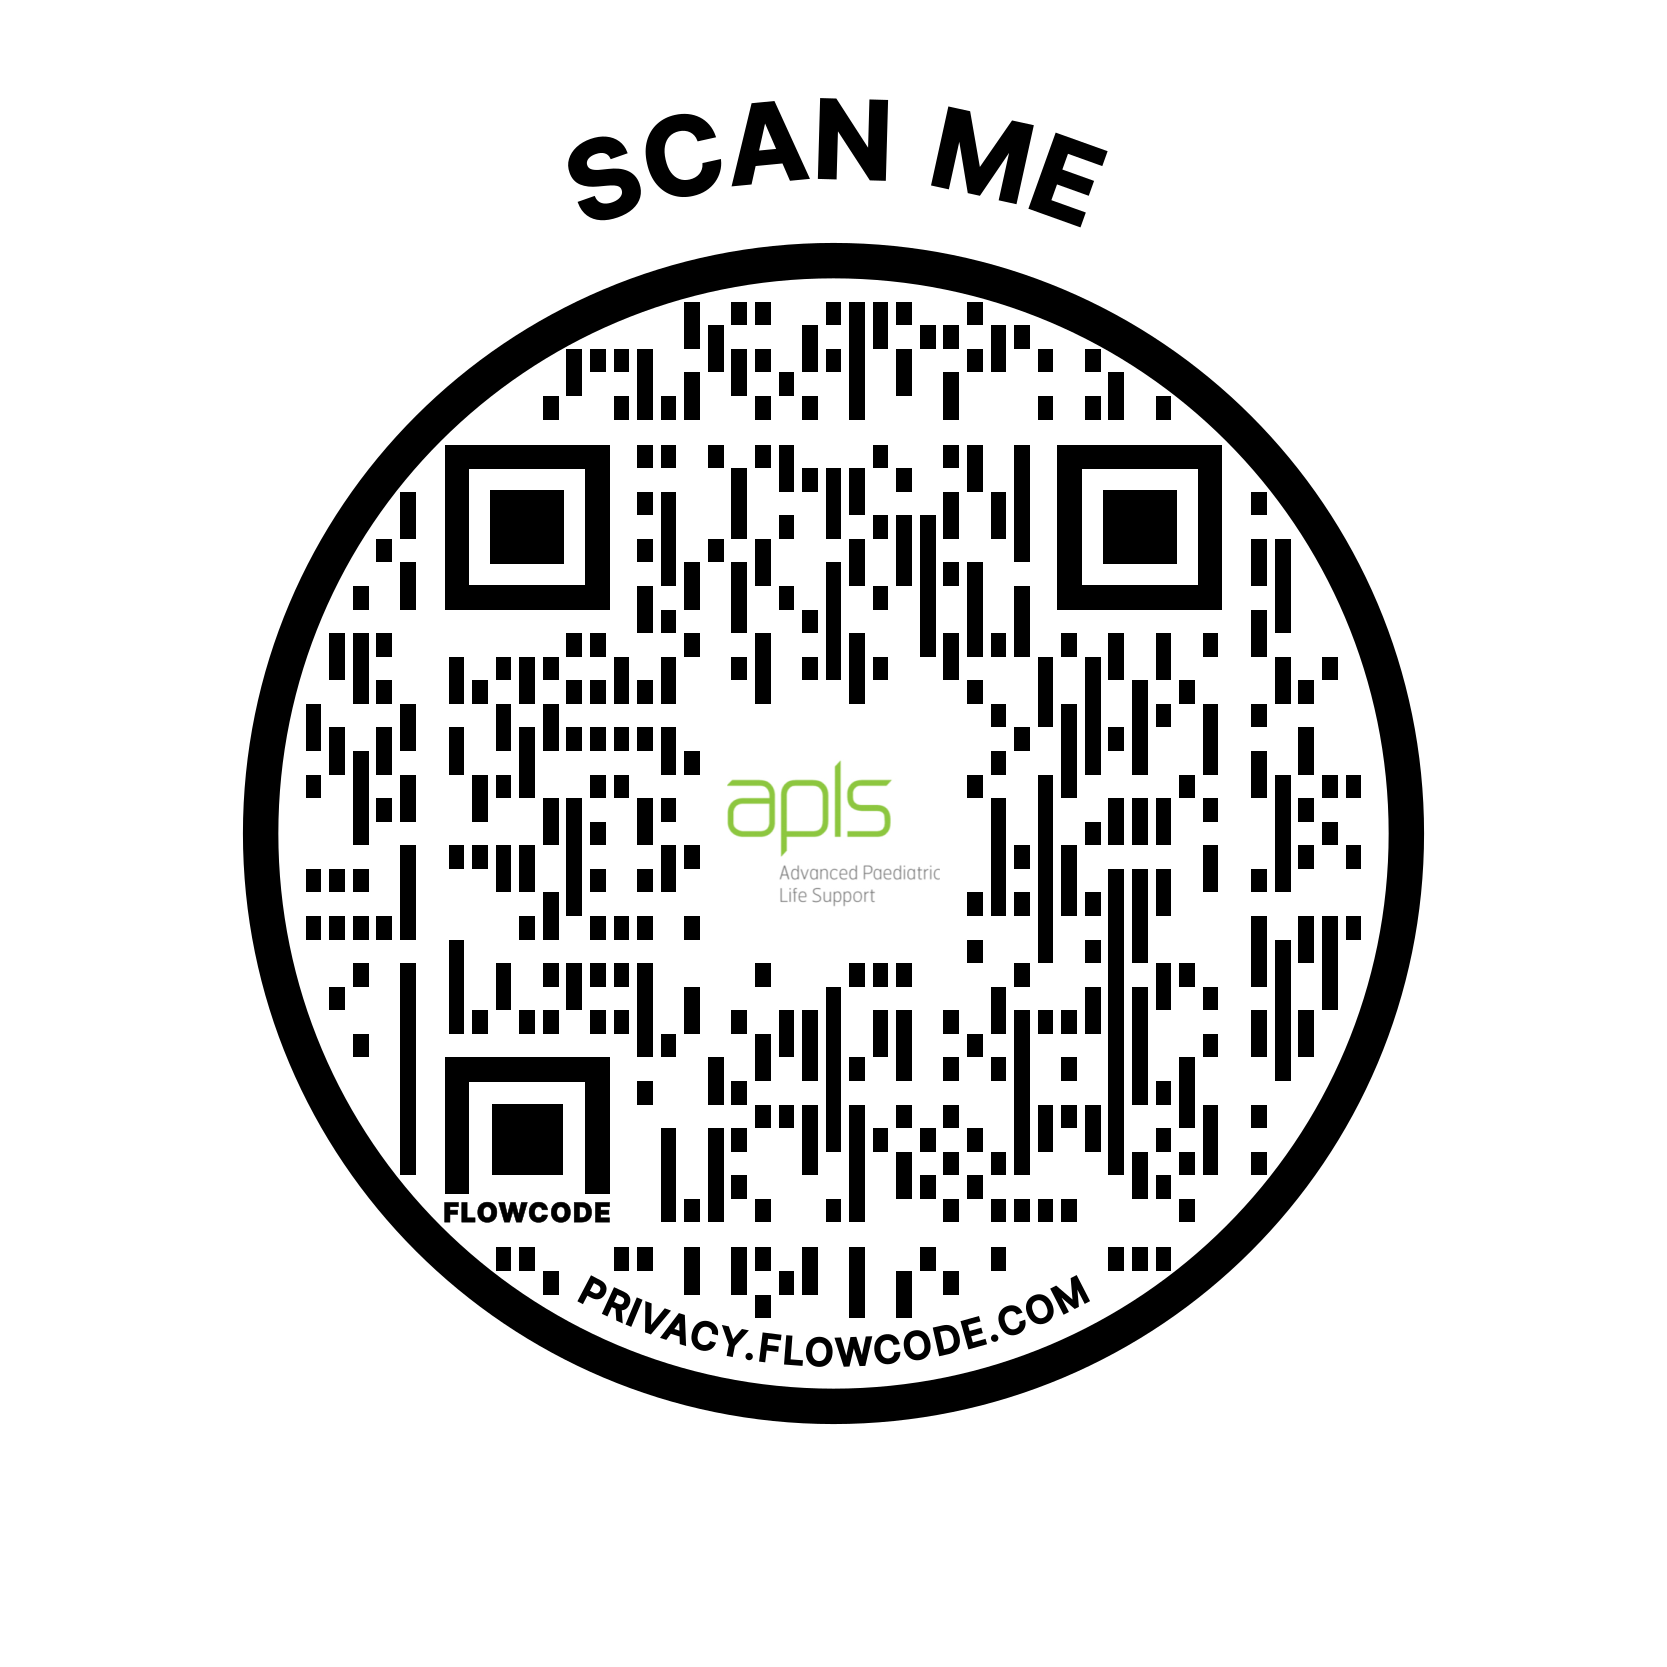 SCAN ME
apls
Advanced Paediatric
Life Support
FLOWCODE
PRIVACY.FLOWCODE.COM